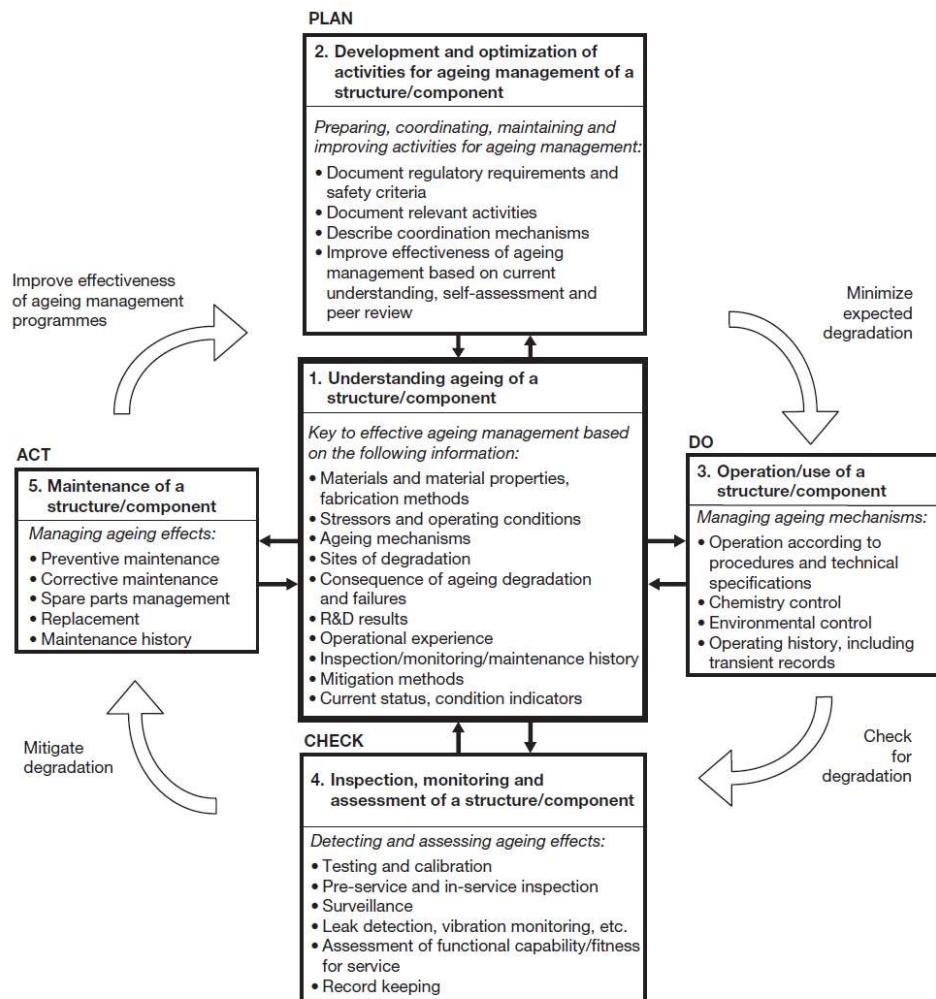 PLAN
2. Development and optimization of
activities for ageing management of a
structure/component
Preparing, coordinating, maintaining and
improving activities for ageing management:
• Document regulatory requirements and
safety criteria
• Document relevant activities
• Describe coordination mechanisms
• Improve effectiveness of ageing
management based on current
understanding, self-assessment and
peer review
Improve effectiveness
of ageing management
programmes
Minimize
expected
degradation
1. Understanding ageing of a
structure/component
Key to effective ageing management based
on the following information:
• Materials and material properties,
fabrication methods
• Stressors and operating conditions
• Ageing mechanisms
• Sites of degradation
• Consequence of ageing degradation
and failures
• R&D results
• Operational experience
• Inspection/monitoring/maintenance history
• Mitigation methods
• Current status, condition indicators
ACT
5. Maintenance of a
structure/component
Managing ageing effects:
• Preventive maintenance
• Corrective maintenance
• Spare parts management
• Replacement
• Maintenance history
DO
3. Operation/use of a
structure/component
Managing ageing mechanisms:
• Operation according to
procedures and technical
specifications
• Chemistry control
• Environmental control
• Operating history, including
transient records
Mitigate
degradation
Check
for
degradation
CHECK
4. Inspection, monitoring and
assessment of a structure/component
Detecting and assessing ageing effects:
• Testing and calibration
• Pre-service and in-service inspection
• Surveillance
• Leak detection, vibration monitoring, etc.
• Assessment of functional capability/fitness
for service
• Record keeping